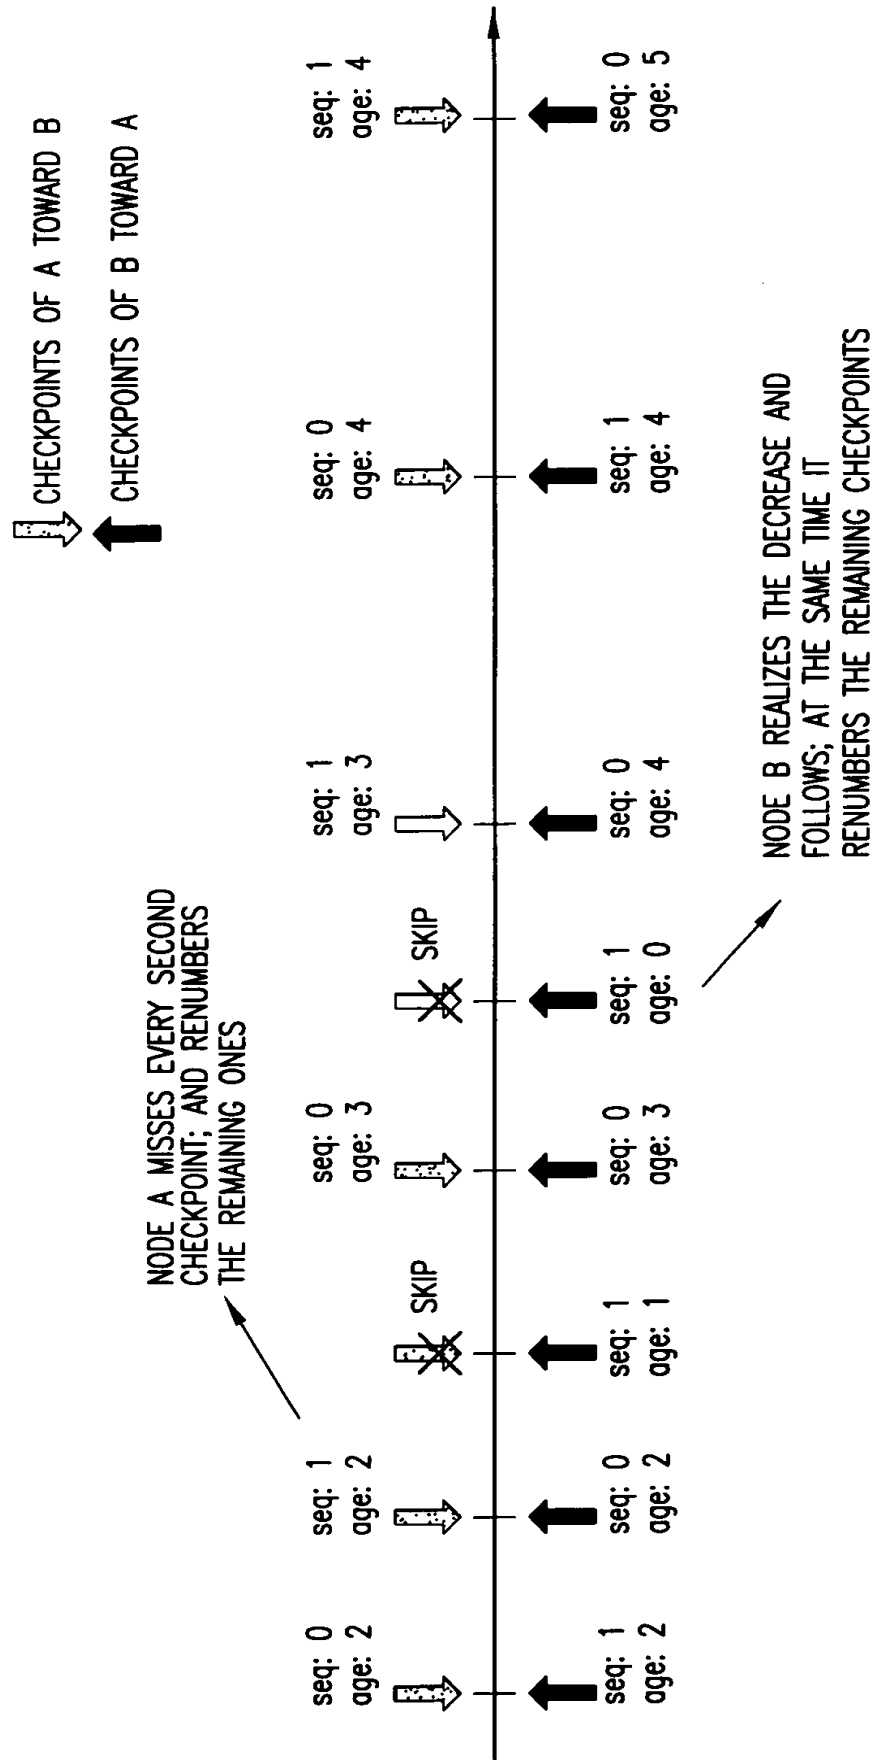 CHECKPOINTS OF A TOWARD B
CHECKPOINTS OF B TOWARD A
NODE A MISSES EVERY SECOND
CHECKPOINT; AND RENUMBERS
THE REMAINING ONES
seq: 0
age: 2
seq: 1
age: 2
SKIP
seq: 0
age: 3
SKIP
seq: 1
age: 3
seq: 0
age: 4
seq: 1
age: 4
seq: 1
age: 2
seq: 0
age: 2
seq: 1
age: 1
seq: 0
age: 3
seq: 1
age: 0
seq: 0
age: 4
seq: 1
age: 4
seq: 0
age: 5
NODE B REALIZES THE DECREASE AND
FOLLOWS; AT THE SAME TIME IT
RENUMBERS THE REMAINING CHECKPOINTS